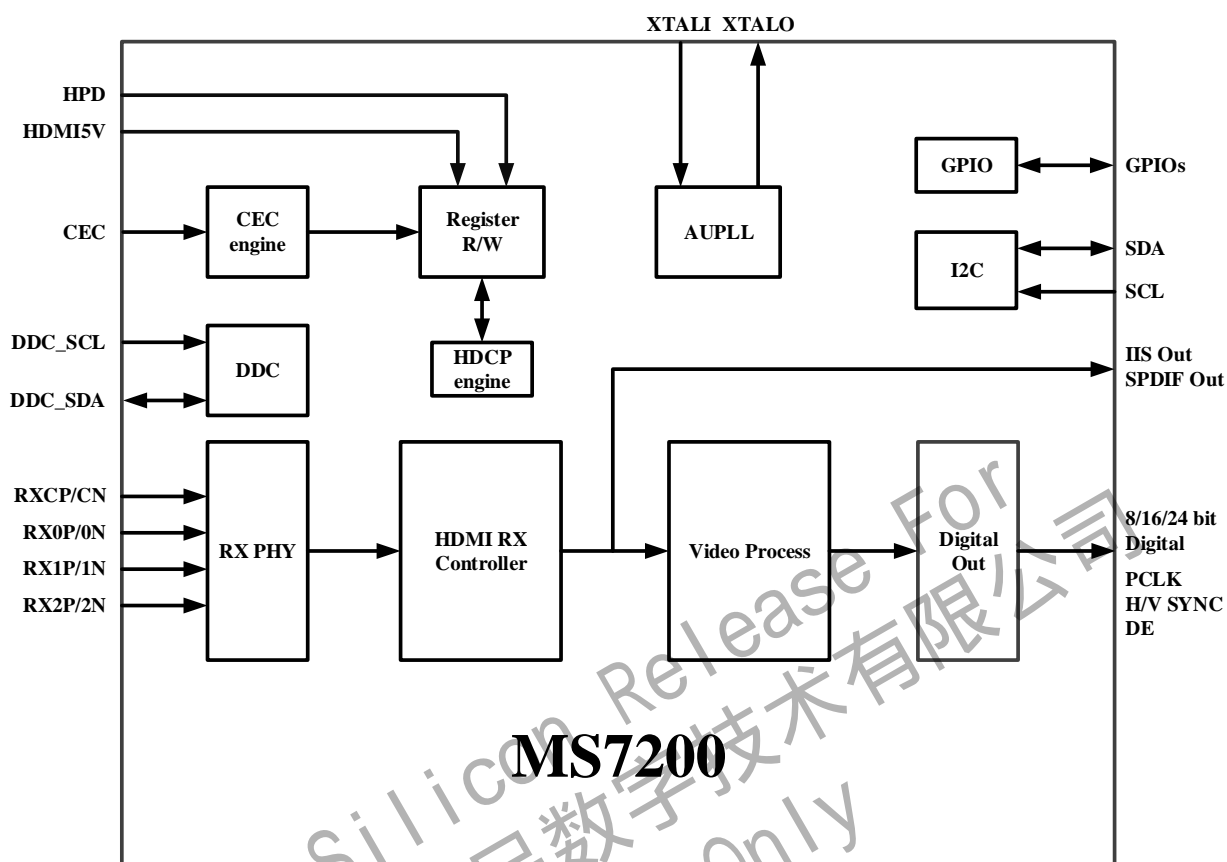 XTALI XTALO
HPD
HDMI5V
CEC
CEC
engine
Register
R/W
AUPLL
GPIO
GPIOs
I2C
SDA
SCL
DDC_SCL
DDC_SDA
DDC
HDCP
engine
IIS Out
SPDIF Out
RXCP/CN
RX0P/0N
RX1P/1N
RX2P/2N
RX PHY
HDMI RX
Controller
Video Process
Digital
Out
8/16/24 bit
Digital
PCLK
H/V SYNC
DE
MS7200
Silicon Release For
数字技术有限公司
Only